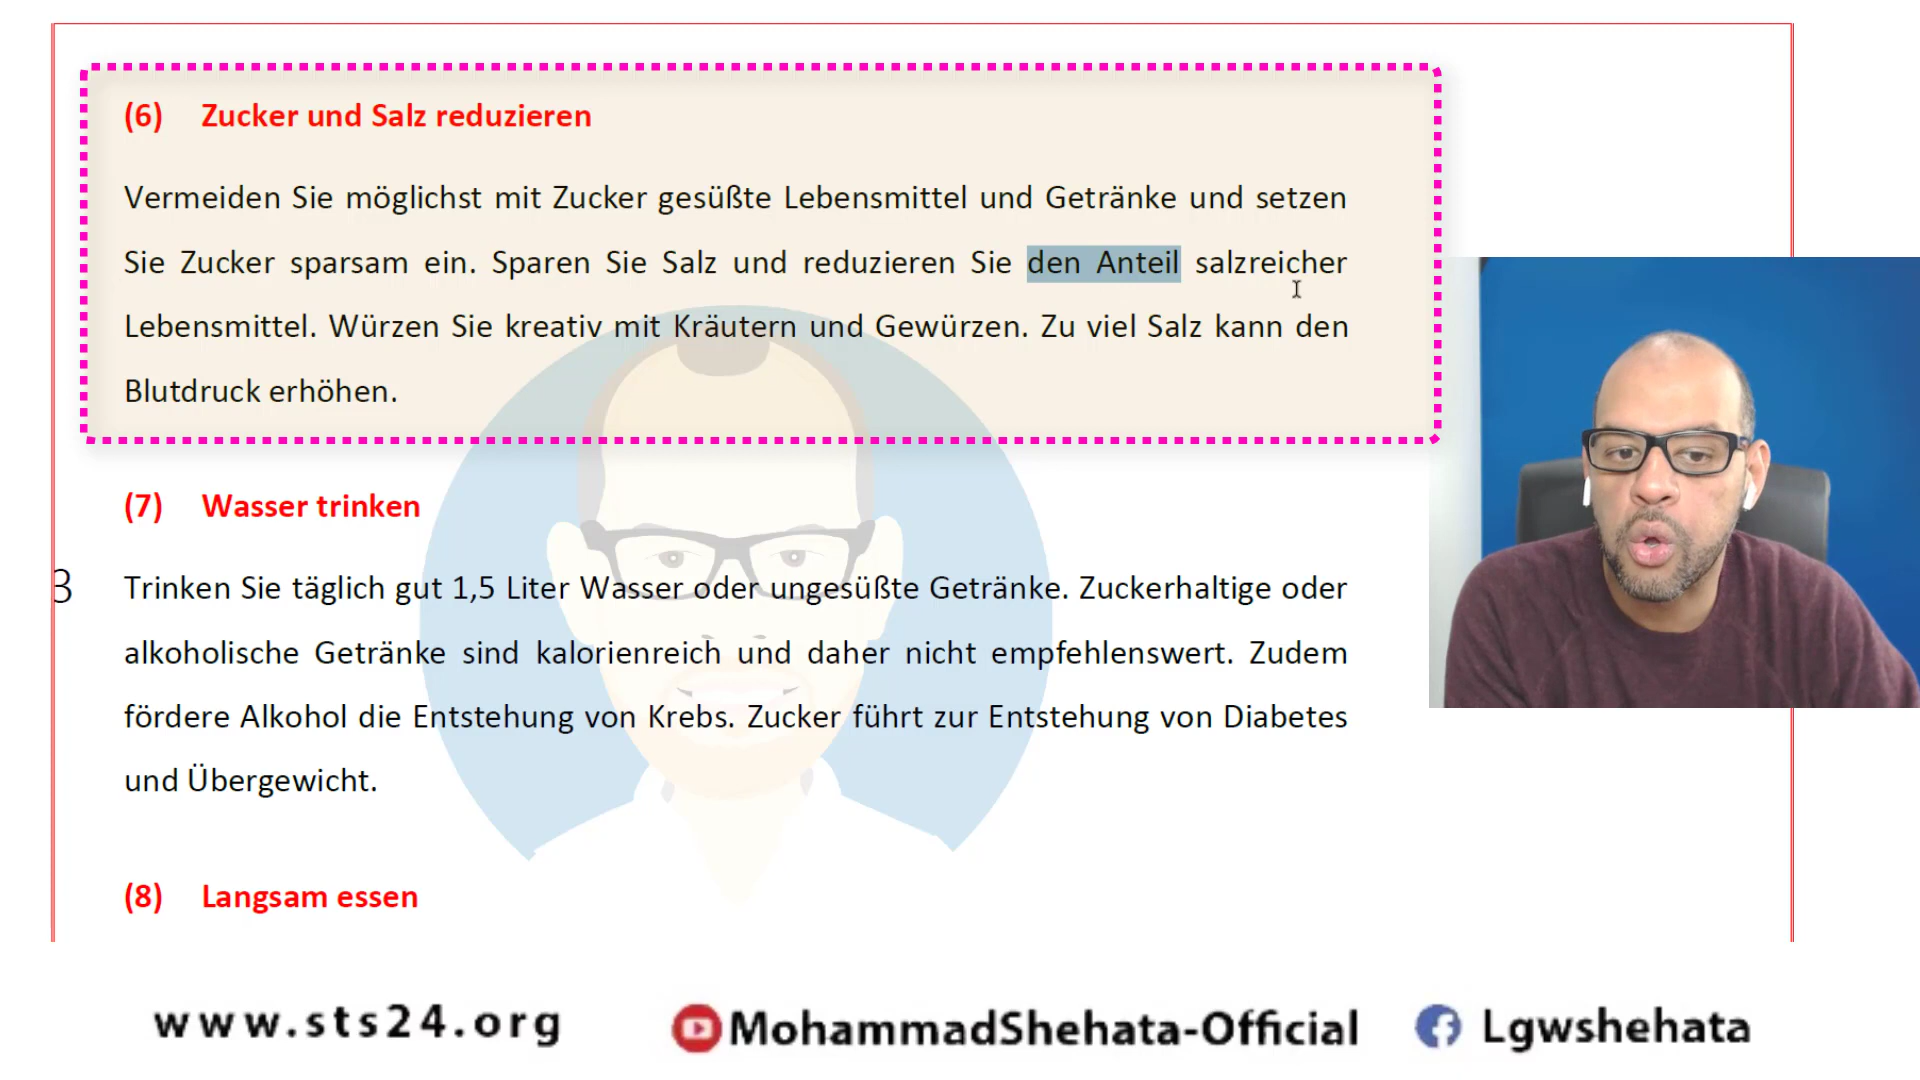 (6) Zucker und Salz reduzieren
Vermeiden Sie möglichst mit Zucker gesüßte Lebensmittel und Getränke und setzen
Sie Zucker sparsam ein. Sparen Sie Salz und reduzieren Sie den Anteil salzreicher
Lebensmittel. Würzen Sie kreativ mit Kräutern und Gewürzen. Zu viel Salz kann den
Blutdruck erhöhen.
(7) Wasser trinken
3
Trinken Sie täglich gut 1,5 Liter Wasser oder ungesüßte Getränke. Zuckerhaltige oder
alkoholische Getränke sind kalorienreich und daher nicht empfehlenswert. Zudem
fördere Alkohol die Entstehung von Krebs. Zucker führt zur Entstehung von Diabetes
und Übergewicht.
(8) Langsam essen
www.sts24.org
MohammadShehata-Official
Lgwshehata